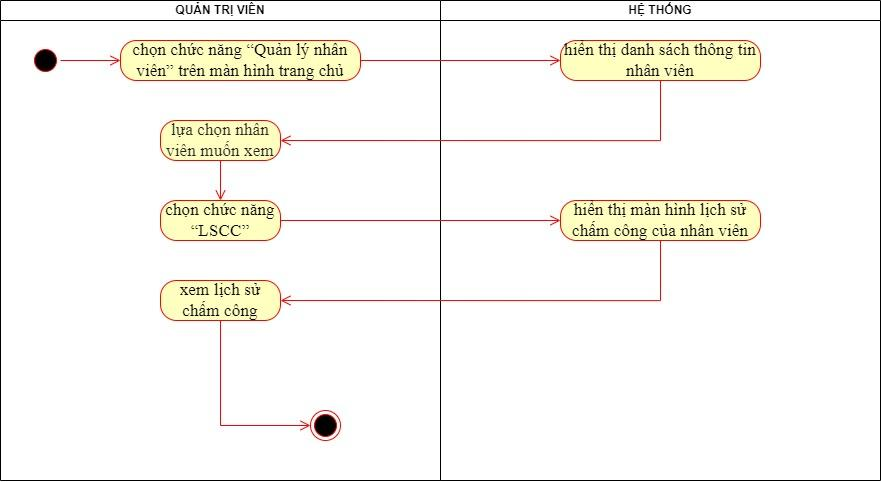 QUẢN TRỊ VIÊN
HỆ THỐNG
chọn chức năng “Quản lý nhân
viên” trên màn hình trang chủ
hiển thị danh sách thông tin
nhân viên
lựa chọn nhân
viên muốn xem
chọn chức năng
“LSCC”
hiển thị màn hình lịch sử
chấm công của nhân viên
xem lịch sử
chấm công